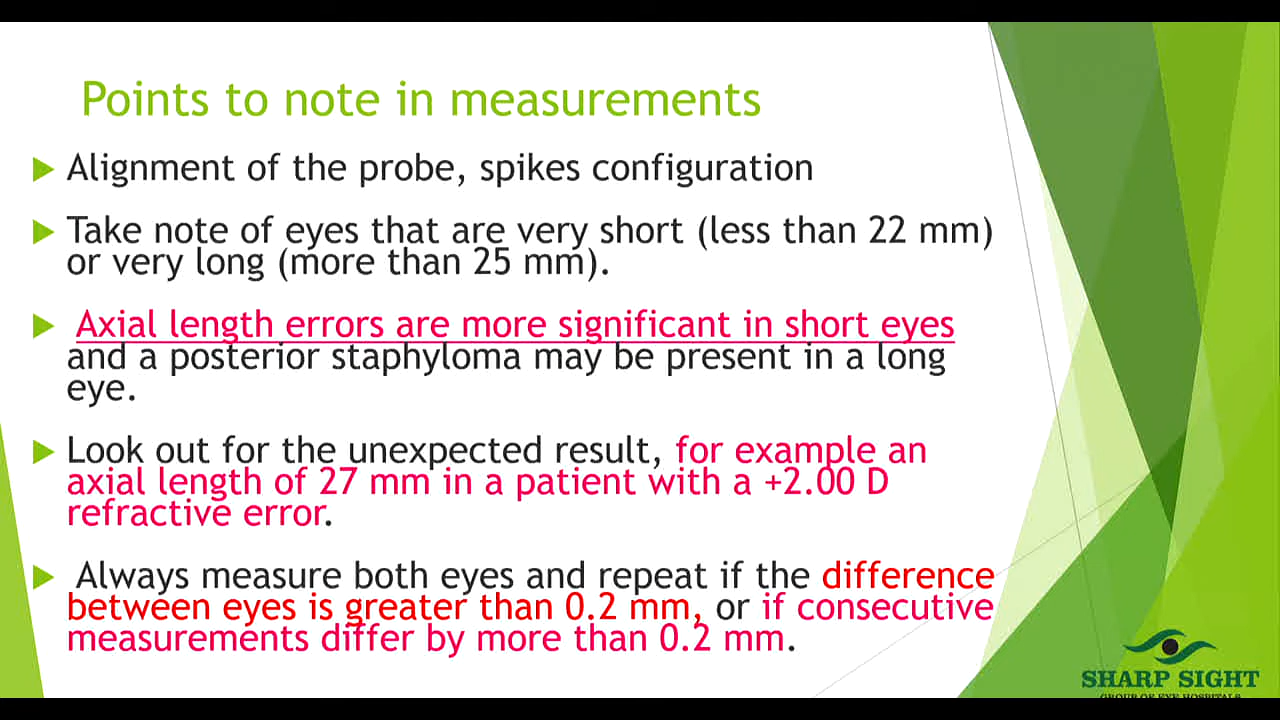 Points to note in measurements
Alignment of the probe, spikes configuration
Take note of eyes that are very short (less than 22 mm)
or very long (more than 25 mm).
Axial length errors are more significant in short eyes
and a posterior staphyloma may be present in a long
eye.
Look out for the unexpected result, for example an
axial length of 27 mm in a patient with a +2.00 D
refractive error.
Always measure both eyes and repeat if the difference
between eyes is greater than 0.2 mm, or if consecutive
measurements differ by more than 0.2 mm.
SHARP SIGHT
GROUP OF EYE HOSPITALS